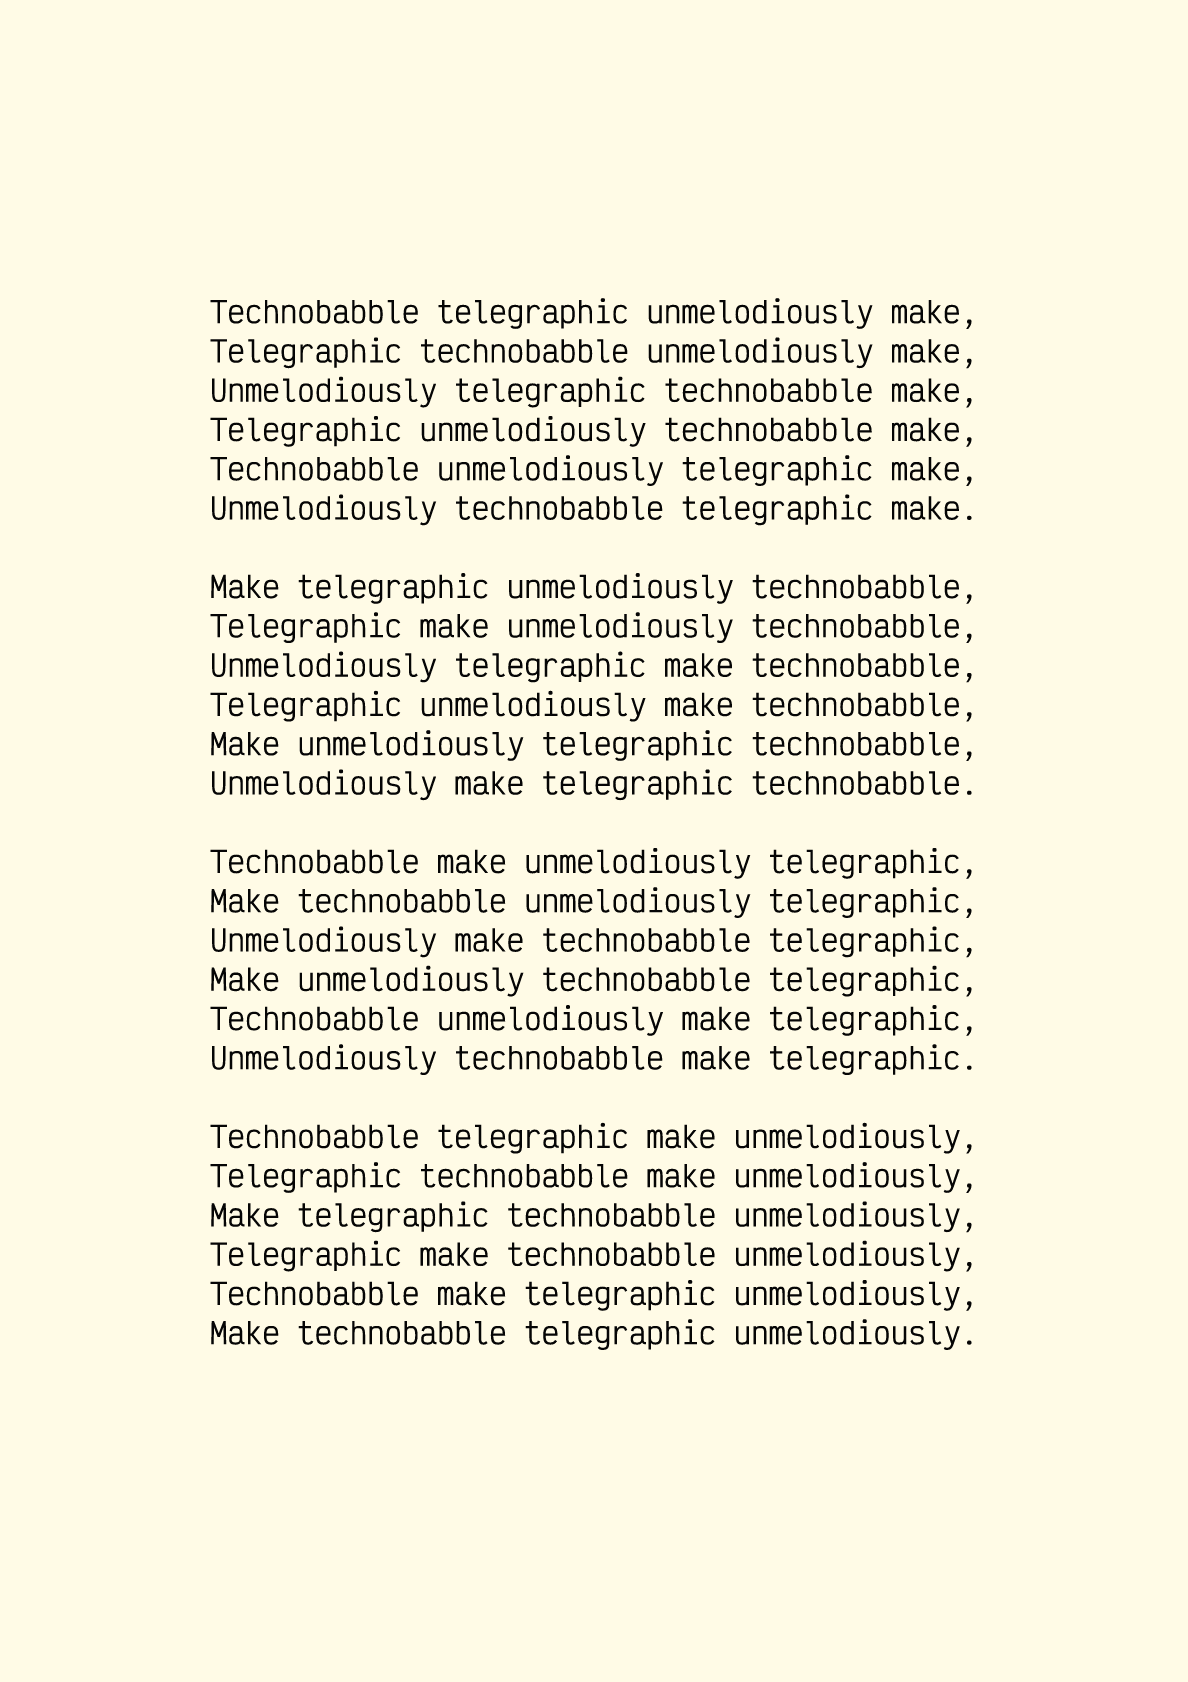 Technobabble telegraphic unmelodiously make,
Telegraphic technobabble unmelodiously make,
Unmelodiously telegraphic technobabble make,
Telegraphic unmelodiously technobabble make,
Technobabble unmelodiously telegraphic make,
Unmelodiously technobabble telegraphic make.

Make telegraphic unmelodiously technobabble,
Telegraphic make unmelodiously technobabble,
Unmelodiously telegraphic make technobabble,
Telegraphic unmelodiously make technobabble,
Make unmelodiously telegraphic technobabble,
Unmelodiously make telegraphic technobabble.

Technobabble make unmelodiously telegraphic,
Make technobabble unmelodiously telegraphic,
Unmelodiously make technobabble telegraphic,
Make unmelodiously technobabble telegraphic,
Technobabble unmelodiously make telegraphic,
Unmelodiously technobabble make telegraphic.

Technobabble telegraphic make unmelodiously,
Telegraphic technobabble make unmelodiously,
Make telegraphic technobabble unmelodiously,
Telegraphic make technobabble unmelodiously,
Technobabble make telegraphic unmelodiously,
Make technobabble telegraphic unmelodiously.